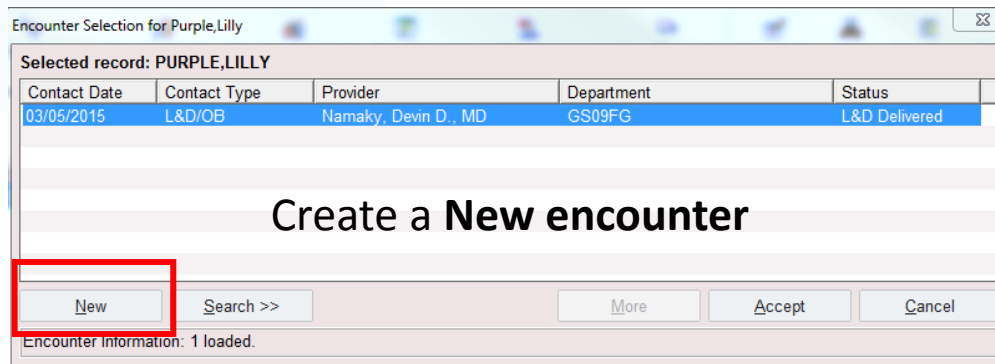 Encounter Selection for Purple,Lilly
Selected record: PURPLE,LILLY
Contact Date Contact Type Provider Department Status
03/05/2015 L&D/OB Namaky, Devin D., MD GS09FG L&D Delivered
Create a New encounter
New Search >> More Accept Cancel
Encounter Information: 1 loaded.